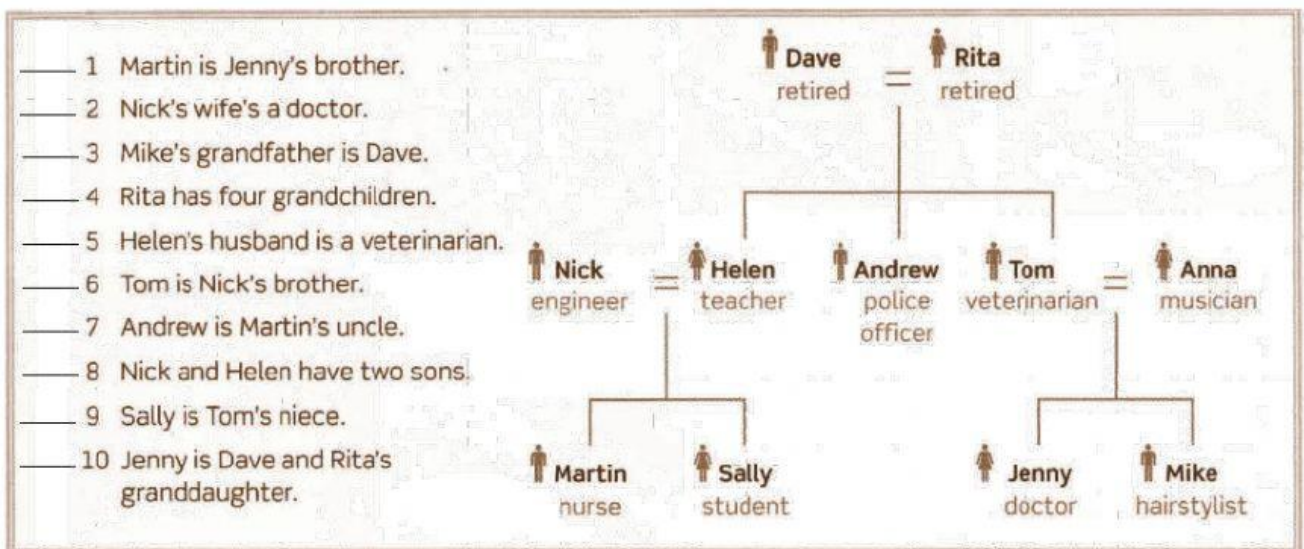 1 Martin is Jenny's brother.
2 Nick's wife's a doctor.
3 Mike's grandfather is Dave.
4 Rita has four grandchildren.
5 Helen's husband is a veterinarian.
6 Tom is Nick's brother.
7 Andrew is Martin's uncle.
8 Nick and Helen have two sons.
9 Sally is Tom's niece.
10 Jenny is Dave and Rita's
granddaughter.
Dave = Rita
retired retired
Nick = Helen Andrew Tom = Anna
engineer teacher police veterinarian musician
officer
Martin Sally Jenny Mike
nurse student doctor hairstylist